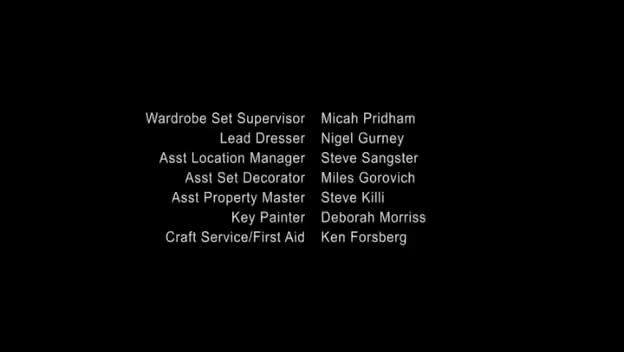 Wardrobe Set Supervisor Micah Pridham
Lead Dresser Nigel Gurney
Asst Location Manager Steve Sangster
Asst Set Decorator Miles Gorovich
Asst Property Master Steve Killi
Key Painter Deborah Morriss
Craft Service/First Aid Ken Forsberg